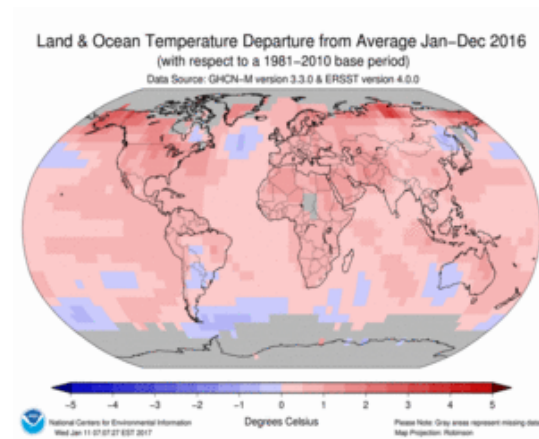 Land & Ocean Temperature Departure from Average Jan–Dec 2016
(with respect to a 1981–2010 base period)
Data Source: GHCN–M version 3.3.0 & ERSST version 4.0.0
−5 −4 −3 −2 −1 0 1 2 3 4 5
National Centers for Environmental Information
Wed Jan 11 07:07:27 EST 2017
Degrees Celsius
Please Note: Gray areas represent missing data
Map Projection: Robinson